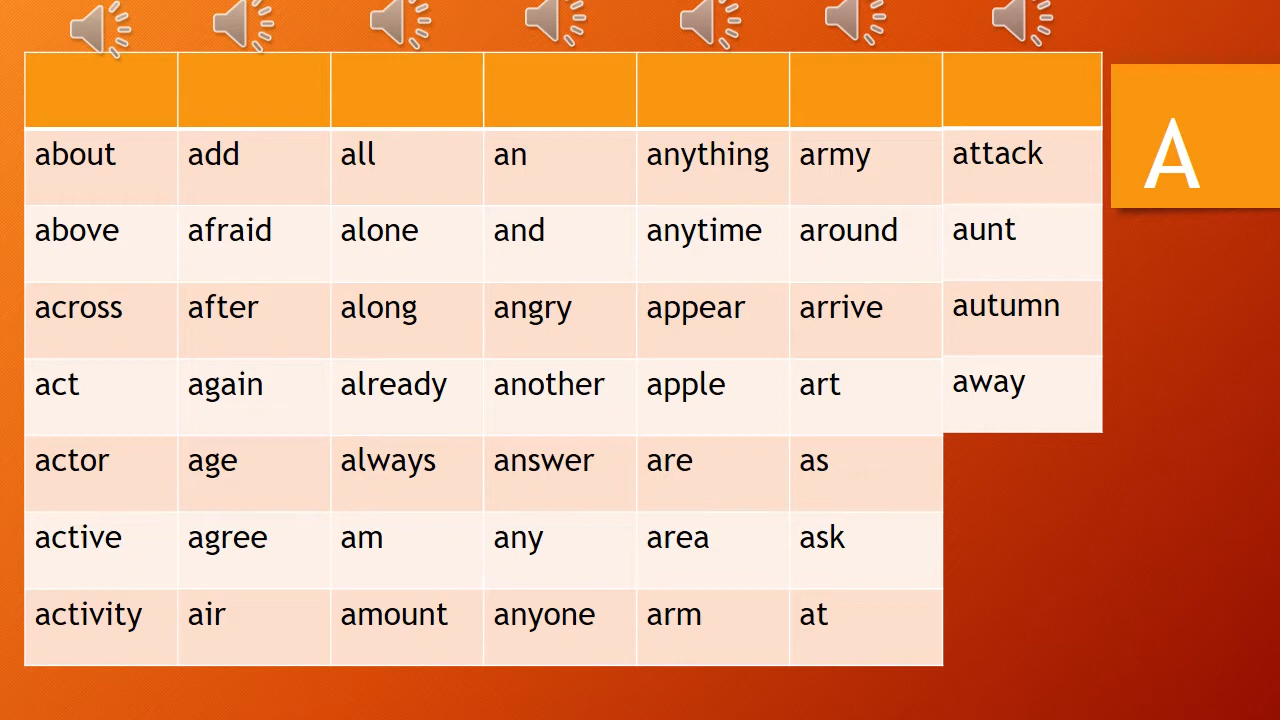 A
about add all an anything army attack
above afraid alone and anytime around aunt
across after along angry appear arrive autumn
act again already another apple art away
actor age always answer are as
active agree am any area ask
activity air amount anyone arm at